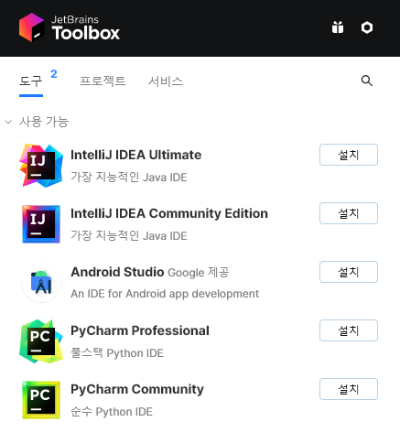 JetBrains
Toolbox
도구 2 프로젝트 서비스
사용 가능
IJ
IntelliJ IDEA Ultimate 설치
가장 지능적인 Java IDE
IJ
IntelliJ IDEA Community Edition 설치
가장 지능적인 Java IDE
Android Studio Google 제공 설치
An IDE for Android app development
PC
PyCharm Professional 설치
풀스택 Python IDE
PC
PyCharm Community 설치
순수 Python IDE